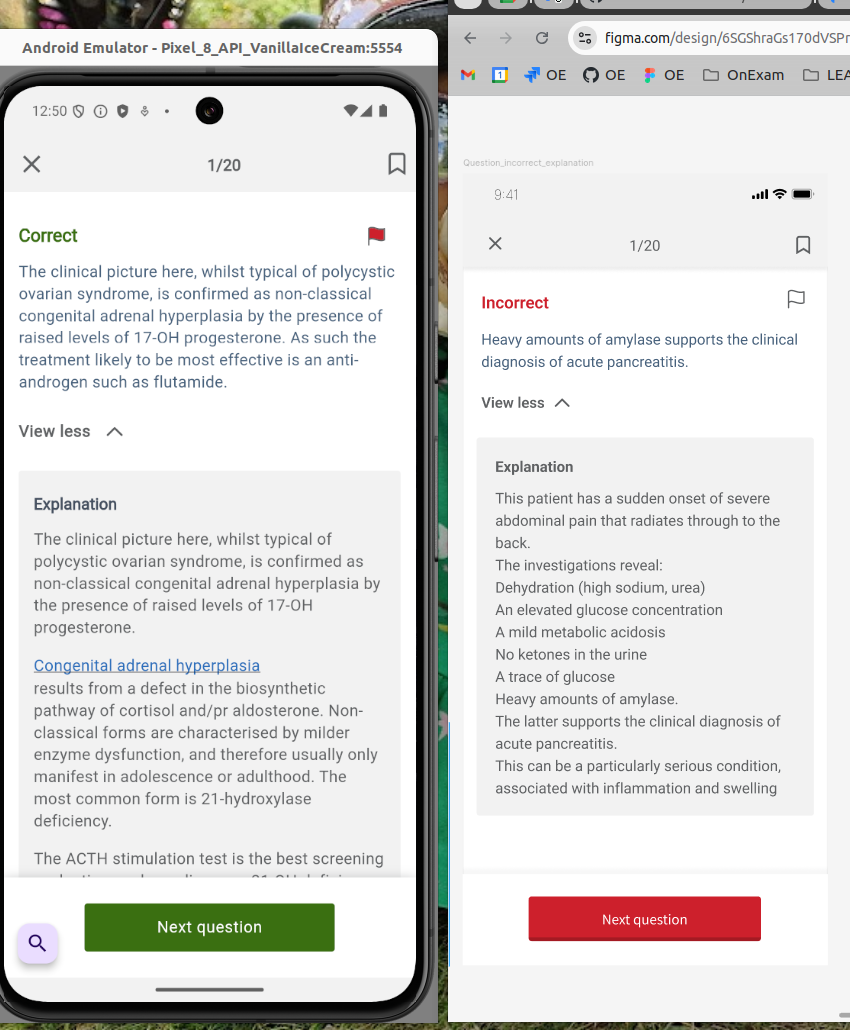 Android Emulator - Pixel_8_API_VanillaIceCream:5554
12:50
1/20
Correct
The clinical picture here, whilst typical of polycystic
ovarian syndrome, is confirmed as non-classical
congenital adrenal hyperplasia by the presence of
raised levels of 17-OH progesterone. As such the
treatment likely to be most effective is an anti-
androgen such as flutamide.
View less
Explanation
The clinical picture here, whilst typical of
polycystic ovarian syndrome, is confirmed as
non-classical congenital adrenal hyperplasia by
the presence of raised levels of 17-OH
progesterone.
Congenital adrenal hyperplasia
results from a defect in the biosynthetic
pathway of cortisol and/pr aldosterone. Non-
classical forms are characterised by milder
enzyme dysfunction, and therefore usually only
manifest in adolescence or adulthood. The
most common form is 21-hydroxylase
deficiency.
The ACTH stimulation test is the best screening
Next question
figma.com/design/6SGShraGs170dVSPr
1
OE
OE
OE
OnExam
LEA
Question_incorrect_explanation
9:41
1/20
Incorrect
Heavy amounts of amylase supports the clinical
diagnosis of acute pancreatitis.
View less
Explanation
This patient has a sudden onset of severe
abdominal pain that radiates through to the
back.
The investigations reveal:
Dehydration (high sodium, urea)
An elevated glucose concentration
A mild metabolic acidosis
No ketones in the urine
A trace of glucose
Heavy amounts of amylase.
The latter supports the clinical diagnosis of
acute pancreatitis.
This can be a particularly serious condition,
associated with inflammation and swelling
Next question